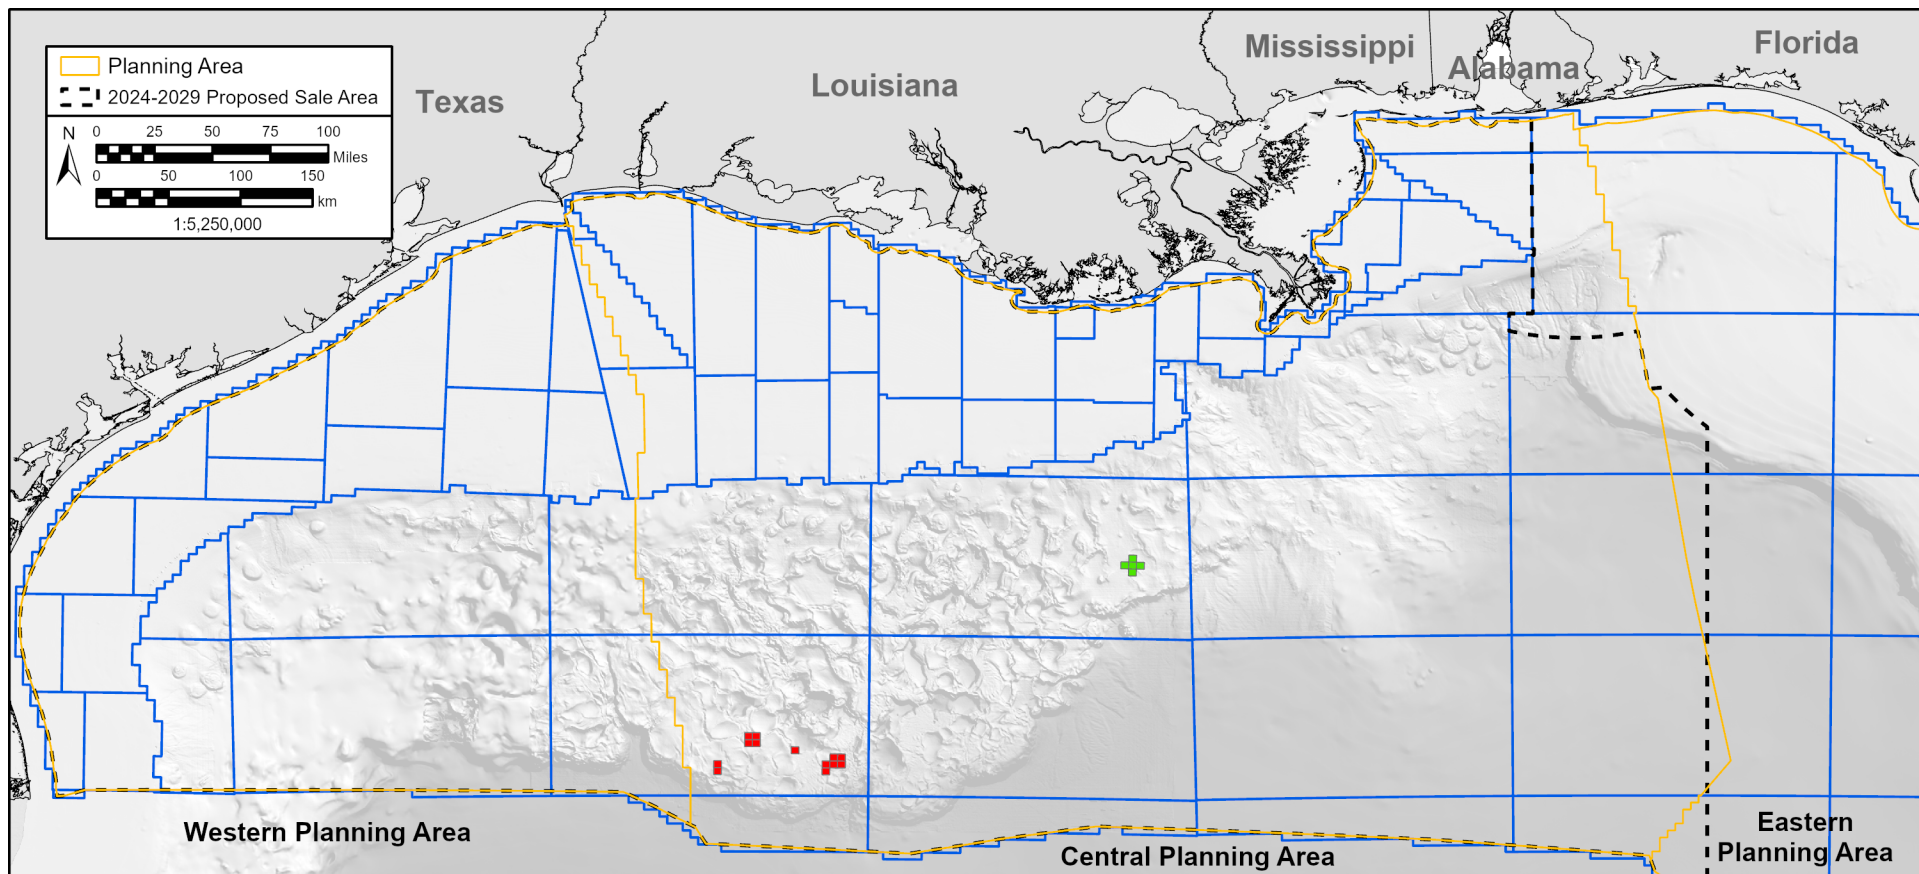 Mississippi
Florida
Alabama
Louisiana
Texas
Planning Area
2024-2029 Proposed Sale Area
N
0 25 50 75 100
Miles
0 50 100 150
km
1:5,250,000
Western Planning Area
Central Planning Area
Eastern
Planning Area